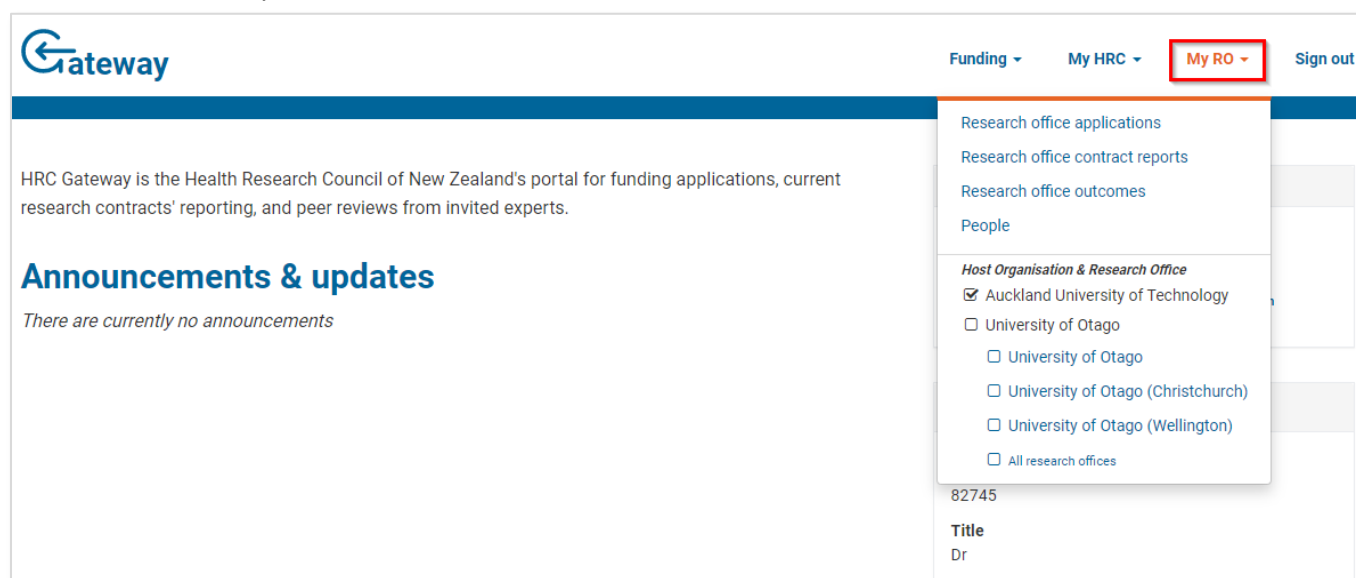 Gateway
Funding
My HRC
My RO
Sign out
Research office applications
Research office contract reports
Research office outcomes
People
Host Organisation & Research Office
Auckland University of Technology
University of Otago
University of Otago
University of Otago (Christchurch)
University of Otago (Wellington)
All research offices
HRC Gateway is the Health Research Council of New Zealand's portal for funding applications, current
research contracts' reporting, and peer reviews from invited experts.
Announcements & updates
There are currently no announcements
82745
Title
Dr